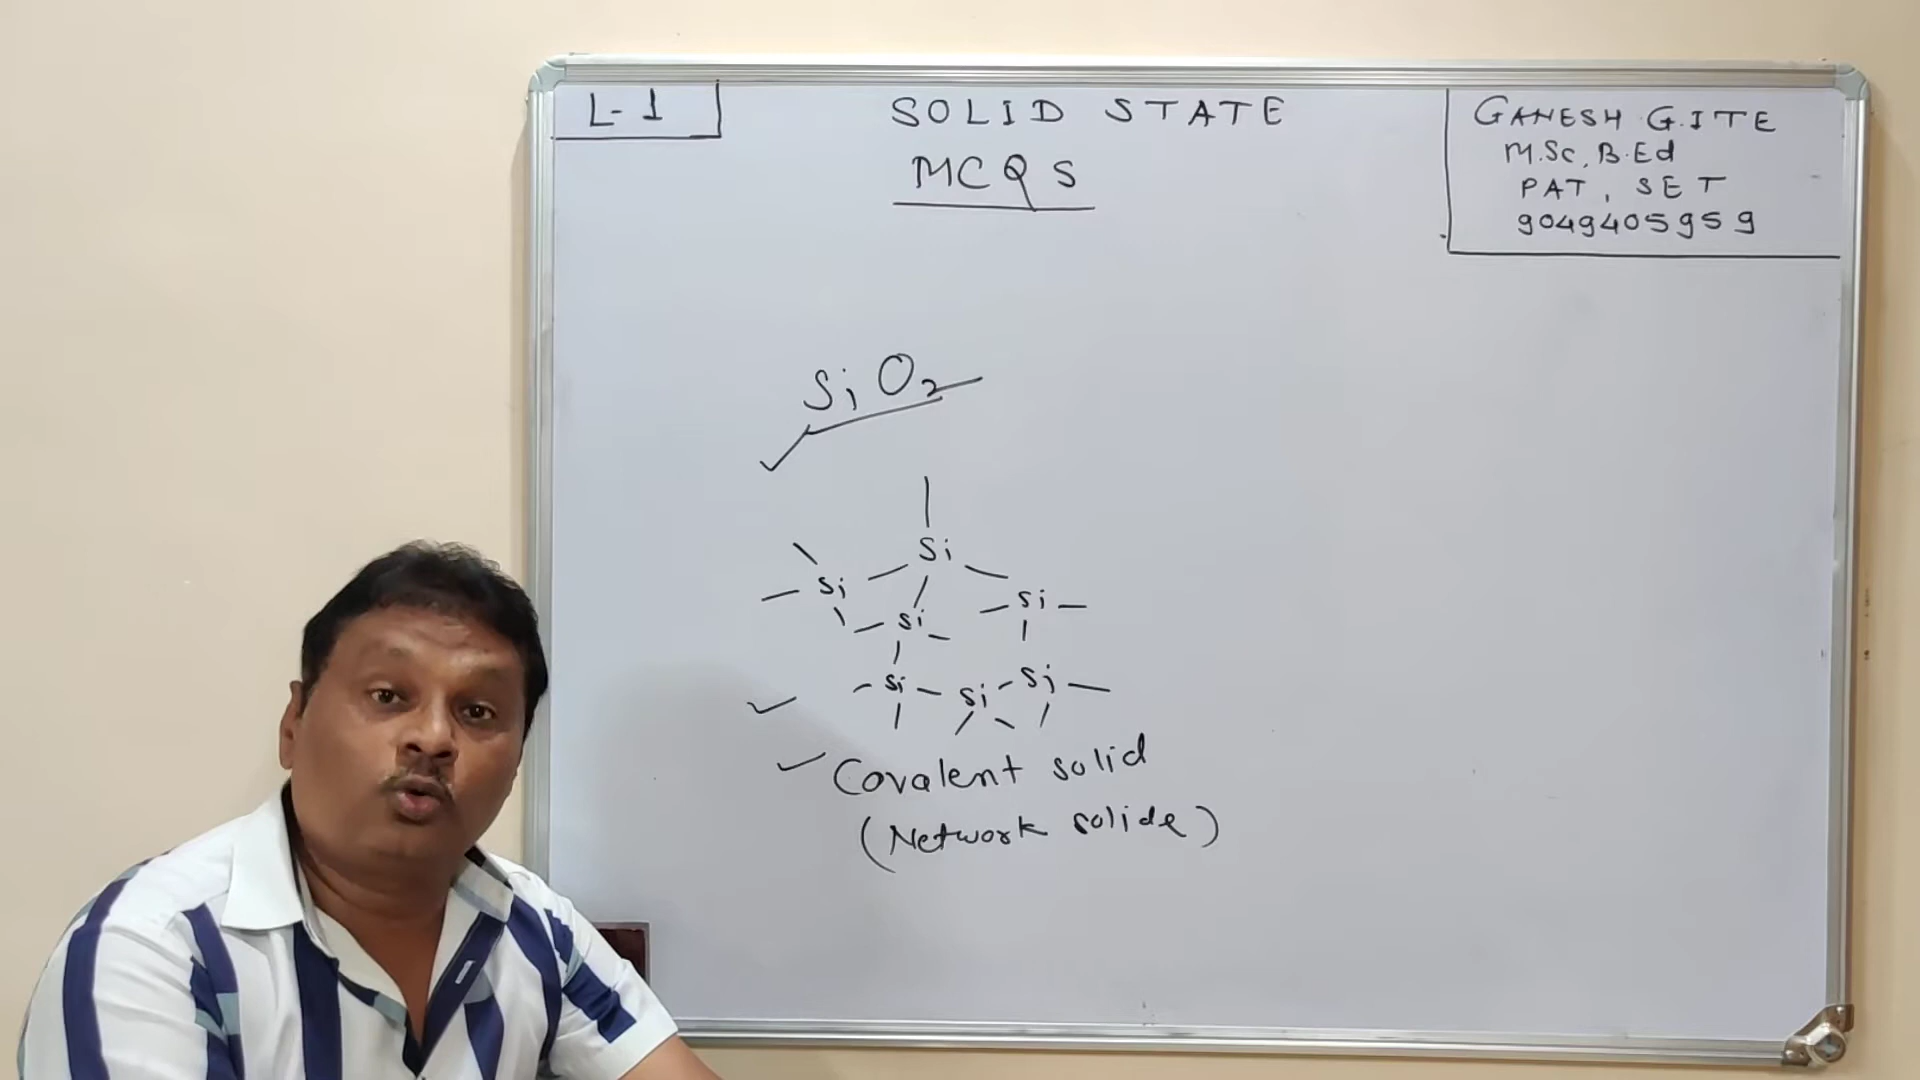 L-1
SOLID STATE
MCQS
GANESH G.ITE
M.Sc, B.Ed
PAT, SET
9049405959
SiO2
Si
Si
Si
Si
Si - Si - Si
Covalent solid
(Network solids)